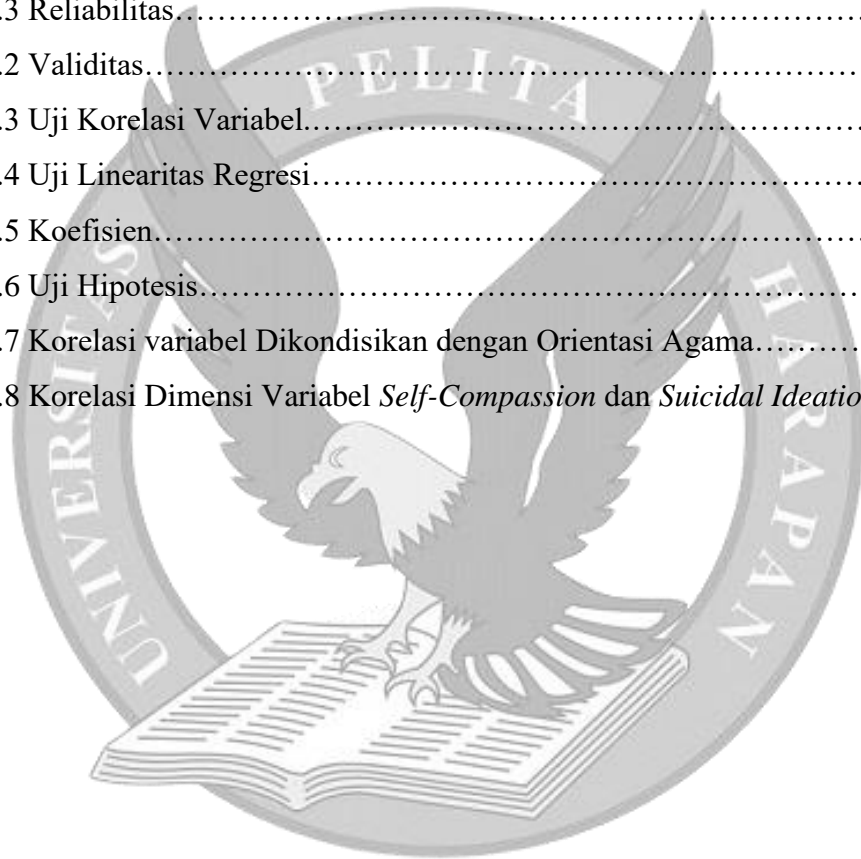 .3 Reliabilitas……………………………………………………………
.2 Validitas………………………………………………………………
.3 Uji Korelasi Variabel.…………………………………………………
.4 Uji Linearitas Regresi…………………………………………………
.5 Koefisien………………………………………………………………
.6 Uji Hipotesis……………………………………………………………
.7 Korelasi variabel Dikondisikan dengan Orientasi Agama…………
.8 Korelasi Dimensi Variabel Self-Compassion dan Suicidal Ideatio
UNIVERSITAS PELITA HARAPAN